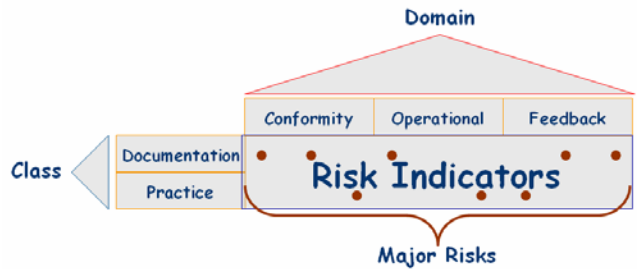 Domain
Conformity Operational Feedback
Class
Documentation
Practice
Risk Indicators
Major Risks